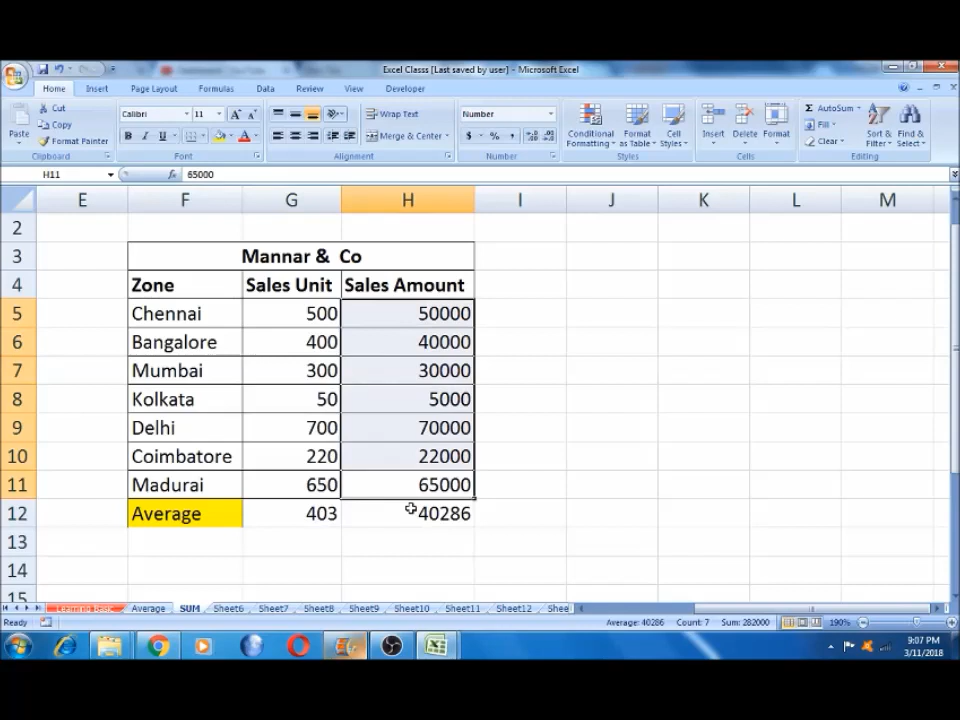 Excel Classs [Last saved by user] - Microsoft Excel
Home Insert Page Layout Formulas Data Review View Developer
Paste Cut Copy Format Painter Clipboard
Calibri 11 A A B I U A Font
Wrap Text Merge & Center Alignment
Number $ % , Number
Conditional Formatting Format as Table Cell Styles Styles
Insert Delete Format Cells
Σ AutoSum Fill Clear Sort & Filter Find & Select Editing
H11 fx 65000
E F G H I J K L M
2
3 Mannar & Co
4 Zone Sales Unit Sales Amount
5 Chennai 500 50000
6 Bangalore 400 40000
7 Mumbai 300 30000
8 Kolkata 50 5000
9 Delhi 700 70000
10 Coimbatore 220 22000
11 Madurai 650 65000
12 Average 403 40286
13
14
15
Learning Basic Average SUM Sheet6 Sheet7 Sheet8 Sheet9 Sheet10 Sheet11 Sheet12 Shee
Ready Average: 40286 Count: 7 Sum: 282000 190%
9:07 PM
3/11/2018